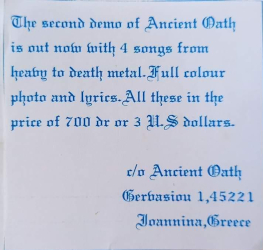 The second demo of Ancient Oath
is out now with 4 songs from
heavy to death metal.Full colour
photo and lyrics.All these in the
price of 700 dr or 3 U.S dollars.
c/o Ancient Oath
Gervasiou 1,45221
Joannina,Greece